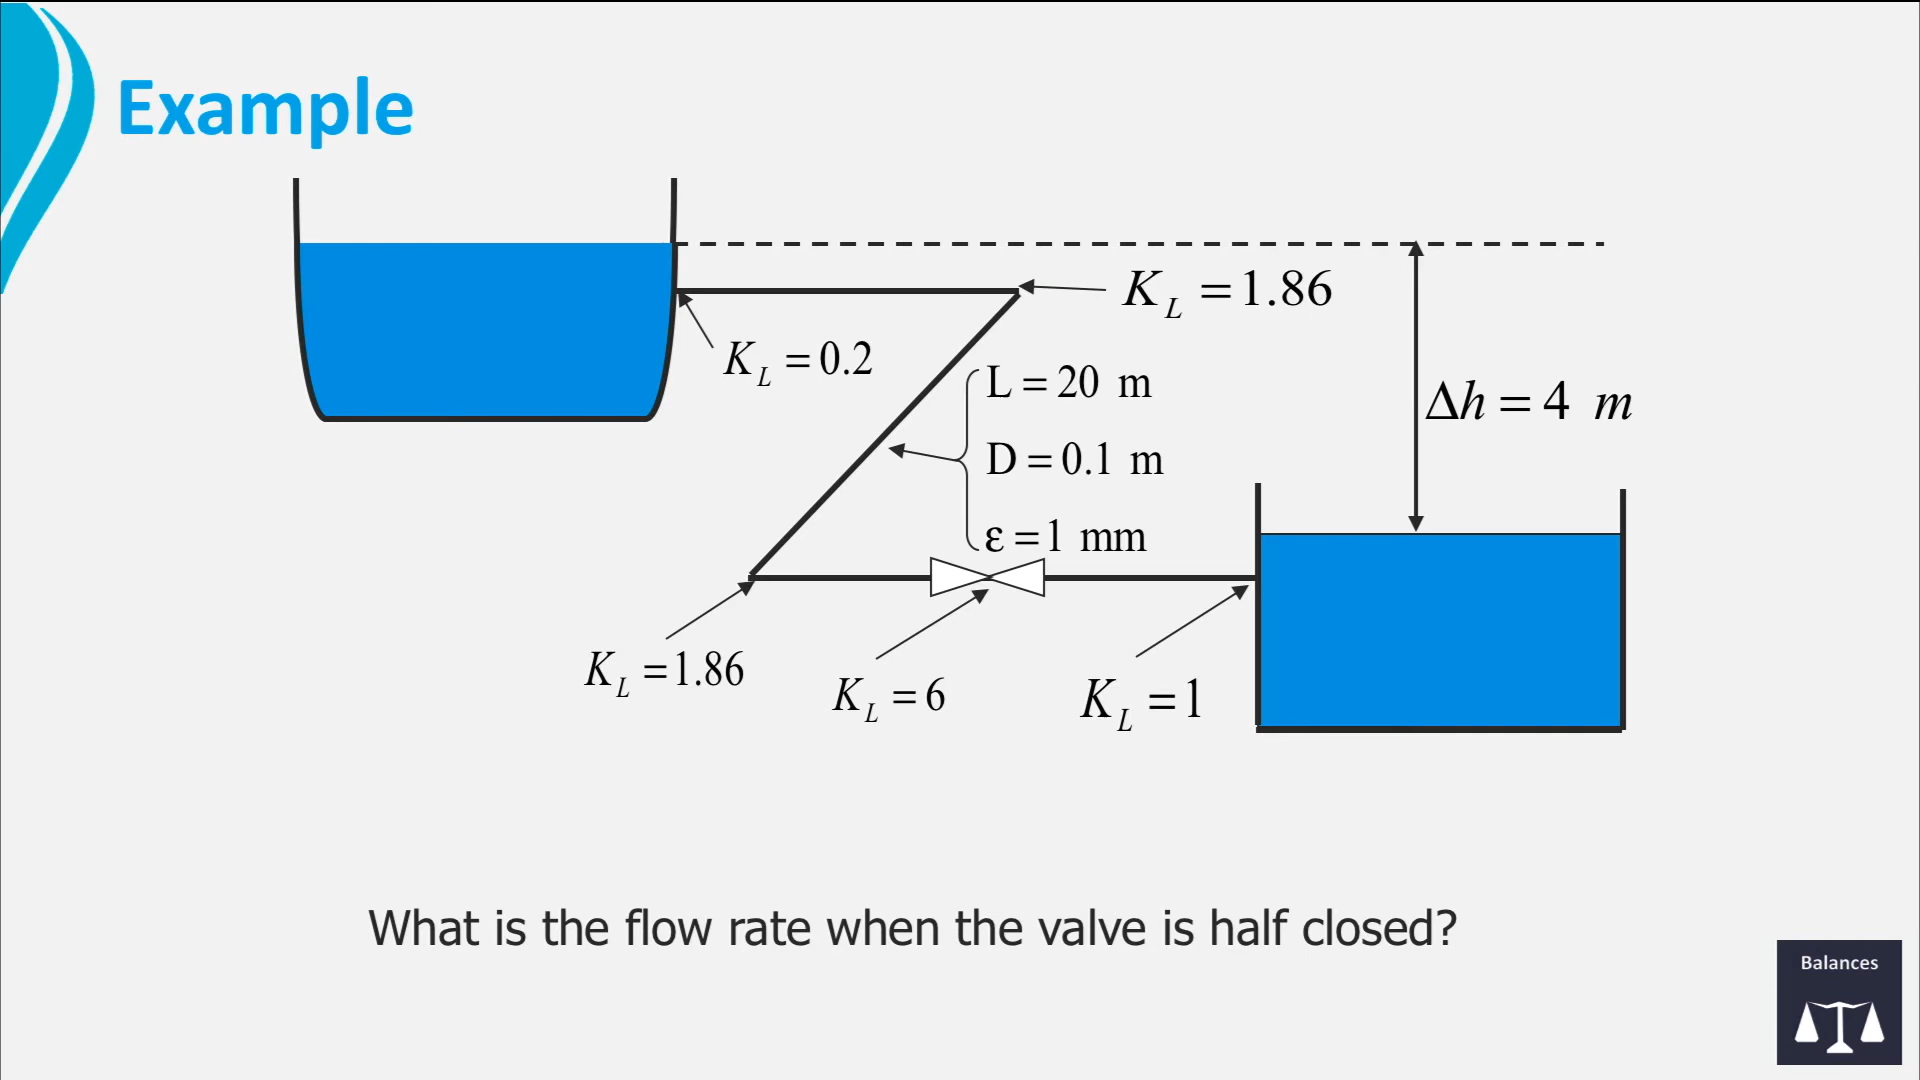 Example
K_L = 1.86
K_L = 0.2
L = 20 m
Δh = 4 m
D = 0.1 m
ε = 1 mm
K_L = 1.86
K_L = 6
K_L = 1
What is the flow rate when the valve is half closed?
Balances